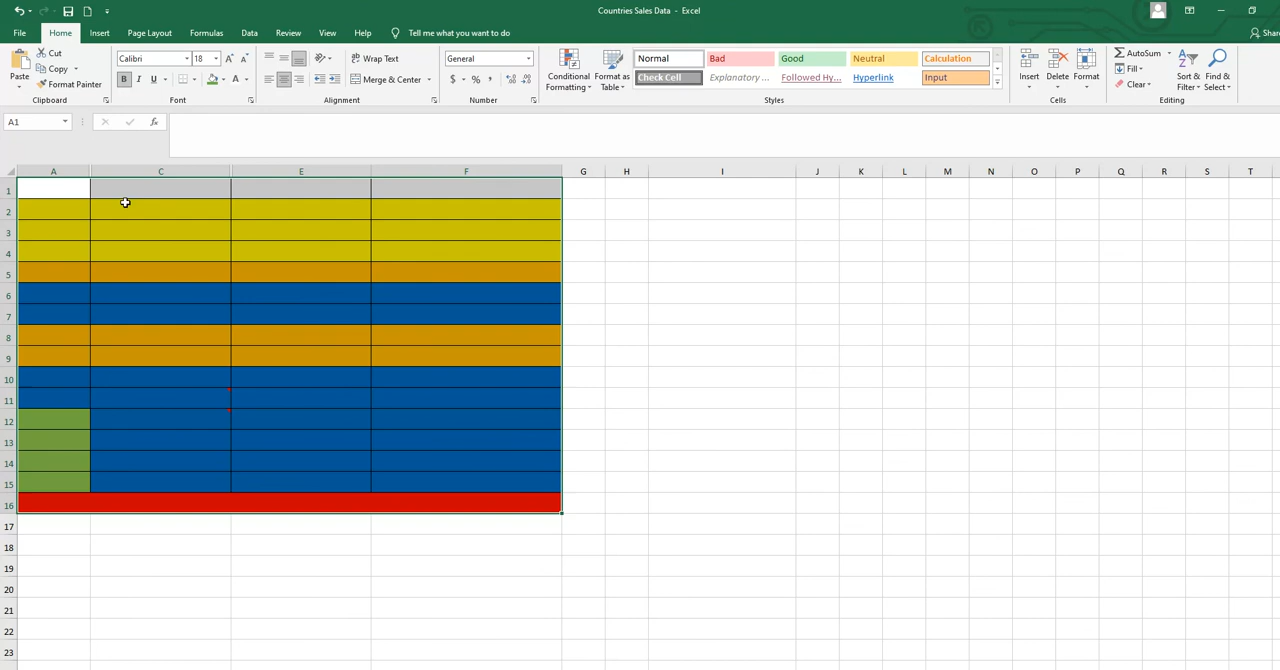 Countries Sales Data - Excel
File Home Insert Page Layout Formulas Data Review View Help Tell me what you want to do Shar
Paste Cut Copy Format Painter Clipboard
Calibri 18 A A B I U A Font
Wrap Text Merge & Center Alignment
General $ % Number
Conditional Formatting Format as Table
Normal Bad Good Neutral Calculation
Check Cell Explanatory ... Followed Hy... Hyperlink Input
Styles
Insert Delete Format Cells
AutoSum Fill Clear Sort & Filter Find & Select Editing
A1 fx
A C E F G H I J K L M N O P Q R S T
1
2
3
4
5
6
7
8
9
10
11
12
13
14
15
16
17
18
19
20
21
22
23